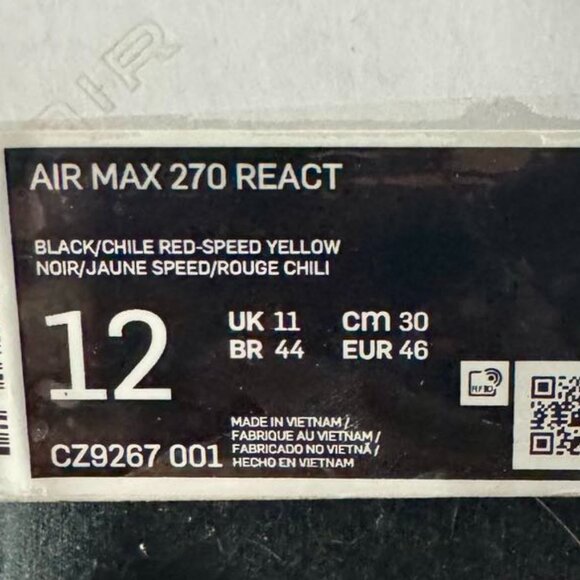 AIR
AIR MAX 270 REACT
BLACK/CHILE RED-SPEED YELLOW
NOIR/JAUNE SPEED/ROUGE CHILI
12
UK 11 cm 30
BR 44 EUR 46
CZ9267 001
MADE IN VIETNAM/
FABRIQUE AU VIETNAM/
FABRICADO NO VIETNÃ/
HECHO EN VIETNAM